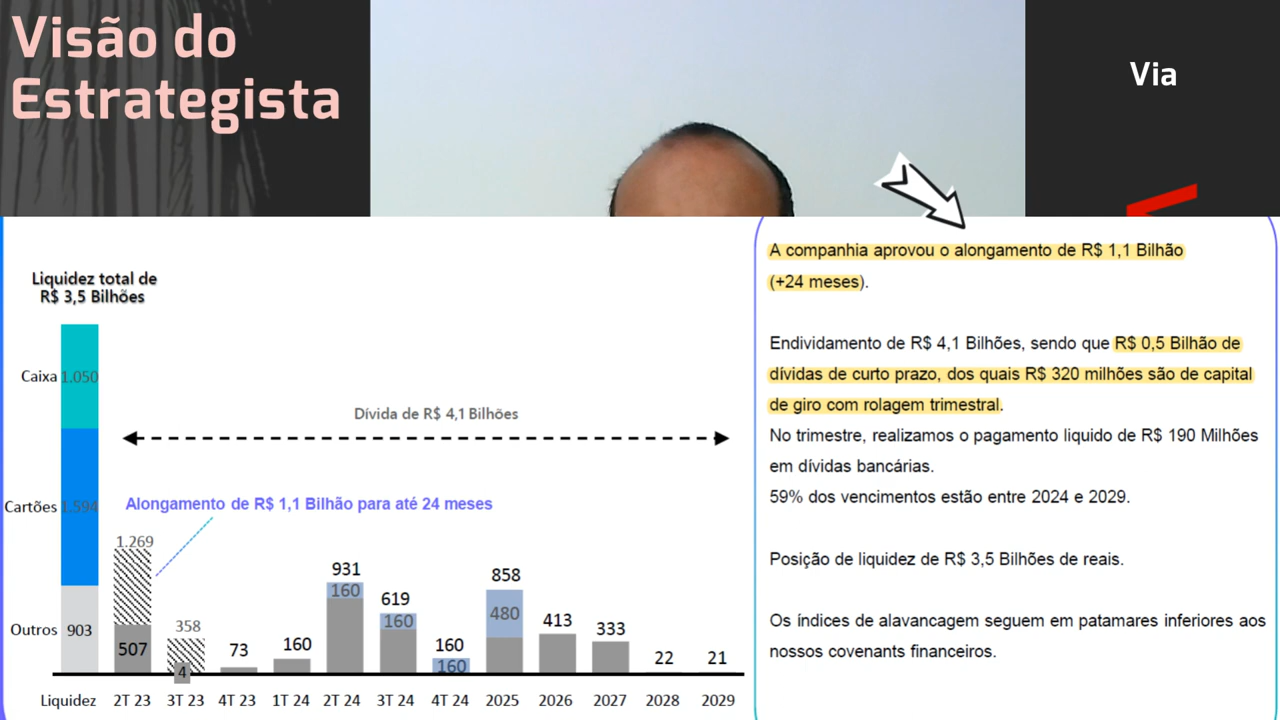 Visão do
Estrategista
Via
Liquidez total de
R$ 3,5 Bilhões
Caixa 1.050
Cartões 1.594
Outros 903
Dívida de R$ 4,1 Bilhões
Alongamento de R$ 1,1 Bilhão para até 24 meses
1.269
507
358
4
73
160
931
160
619
160
160
160
858
480
413
333
22
21
Liquidez 2T 23 3T 23 4T 23 1T 24 2T 24 3T 24 4T 24 2025 2026 2027 2028 2029
A companhia aprovou o alongamento de R$ 1,1 Bilhão
(+24 meses).
Endividamento de R$ 4,1 Bilhões, sendo que R$ 0,5 Bilhão de
dívidas de curto prazo, dos quais R$ 320 milhões são de capital
de giro com rolagem trimestral.
No trimestre, realizamos o pagamento liquido de R$ 190 Milhões
em dívidas bancárias.
59% dos vencimentos estão entre 2024 e 2029.
Posição de liquidez de R$ 3,5 Bilhões de reais.
Os índices de alavancagem seguem em patamares inferiores aos
nossos covenants financeiros.